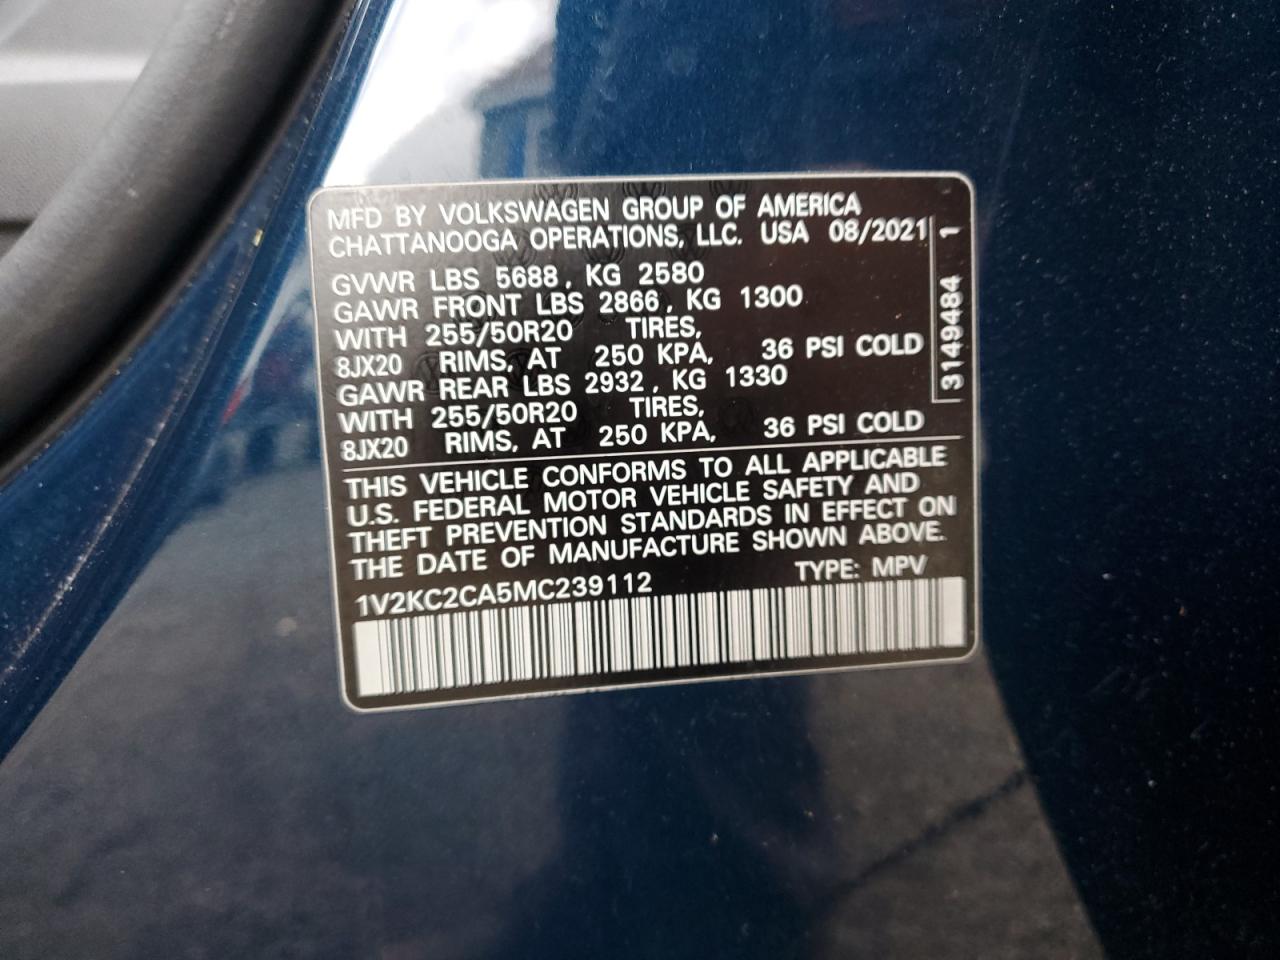 MFD BY VOLKSWAGEN GROUP OF AMERICA
CHATTANOOGA OPERATIONS, LLC. USA 08/2021
GVWR LBS 5688, KG 2580
GAWR FRONT LBS 2866, KG 1300
WITH 255/50R20 TIRES,
8JX20 RIMS, AT 250 KPA, 36 PSI COLD
GAWR REAR LBS 2932, KG 1330
WITH 255/50R20 TIRES,
8JX20 RIMS, AT 250 KPA, 36 PSI COLD
3149484 1
THIS VEHICLE CONFORMS TO ALL APPLICABLE
U.S. FEDERAL MOTOR VEHICLE SAFETY AND
THEFT PREVENTION STANDARDS IN EFFECT ON
THE DATE OF MANUFACTURE SHOWN ABOVE.
1V2KC2CA5MC239112 TYPE: MPV